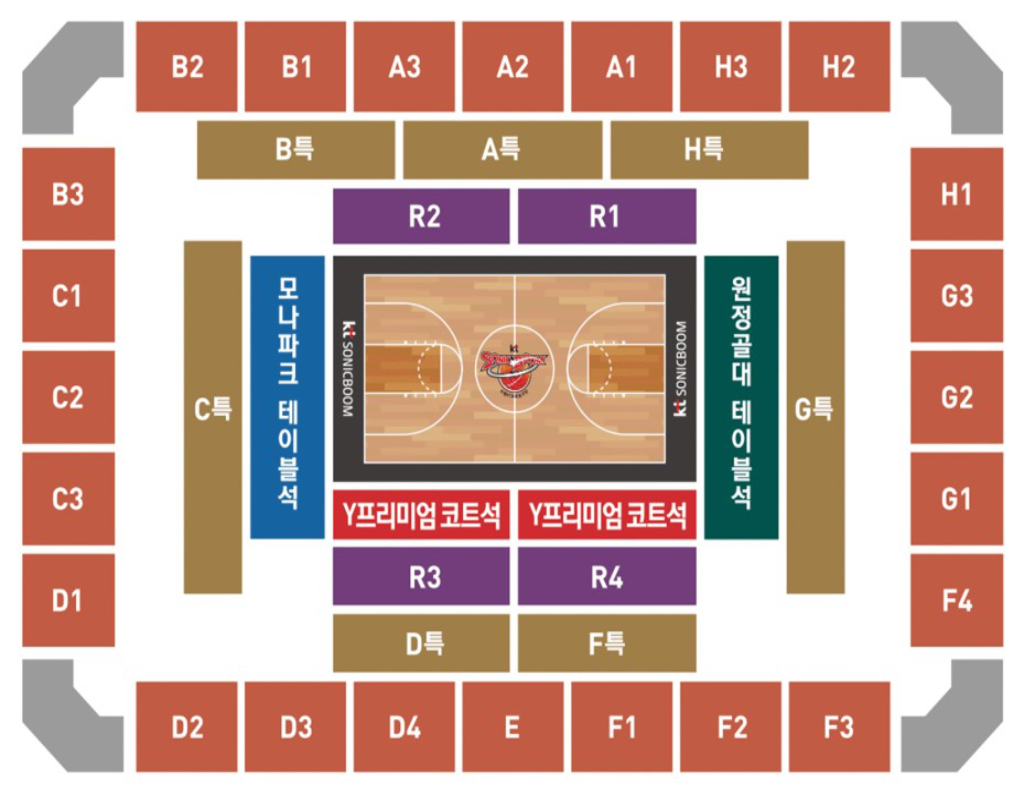 B2 B1 A3 A2 A1 H3 H2
B특 A특 H특
B3 R2 R1 H1
C1 G3
모나파크 테이블석
kt SONICBOOM
kt
kt SONICBOOM
원정골대 테이블석
C2 C특 G특 G2
C3 Y프리미엄 코트석 Y프리미엄 코트석 G1
D1 R3 R4 F4
D특 F특
D2 D3 D4 E F1 F2 F3